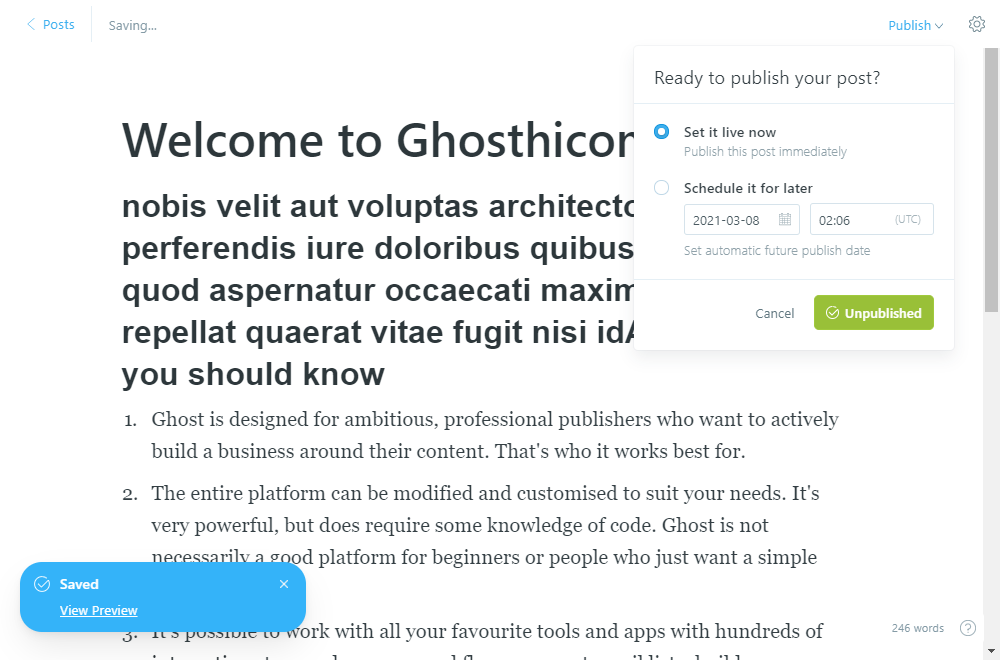 Posts
Saving...
Publish
Ready to publish your post?
Set it live now
Publish this post immediately
Schedule it for later
2021-03-08
02:06
(UTC)
Set automatic future publish date
Cancel
Unpublished
Welcome to Ghosthicon
nobis velit aut voluptas architecto
perferendis iure doloribus quibus
quod aspernatur occaecati maxim
repellat quaerat vitae fugit nisi idA
you should know
1. Ghost is designed for ambitious, professional publishers who want to actively
build a business around their content. That's who it works best for.
2. The entire platform can be modified and customised to suit your needs. It's
very powerful, but does require some knowledge of code. Ghost is not
necessarily a good platform for beginners or people who just want a simple
3. It's possible to work with all your favourite tools and apps with hundreds of
Saved
View Preview
246 words